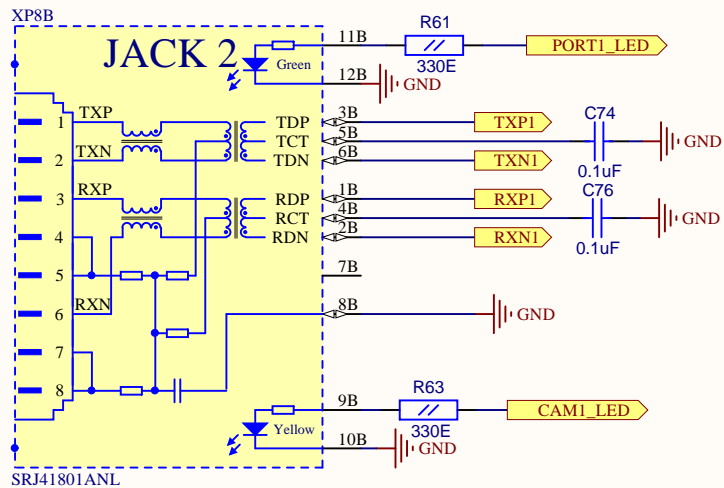 XP8B
JACK 2
Green
11B
R61
330E
PORT1_LED
12B
GND
1
TXP
TDP
3B
TXP1
C74
TCT
5B
0.1uF
GND
2
TXN
TDN
6B
TXN1
3
RXP
RDP
1B
RXP1
C76
RCT
4B
0.1uF
GND
4
RDN
2B
RXN1
5
7B
6
RXN
8B
GND
7
8
9B
R63
330E
CAM1_LED
Yellow
10B
GND
SRJ41801ANL